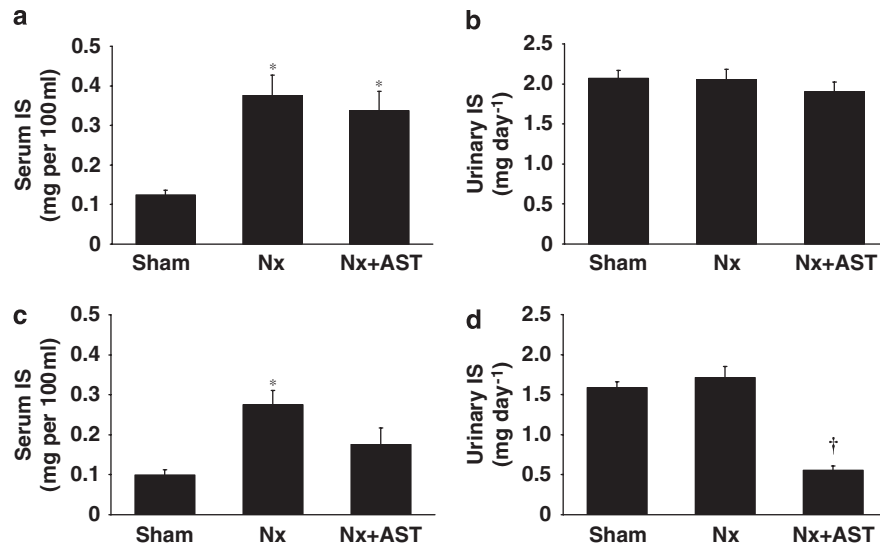 a
Serum IS
(mg per 100 ml)
0.5
0.4
0.3
0.2
0.1
0
*
*
Sham
Nx
Nx+AST
b
Urinary IS
(mg day-1)
2.5
2.0
1.5
1.0
0.5
0
Sham
Nx
Nx+AST
c
Serum IS
(mg per 100 ml)
0.5
0.4
0.3
0.2
0.1
0
*
Sham
Nx
Nx+AST
d
Urinary IS
(mg day-1)
2.5
2.0
1.5
1.0
0.5
0
†
Sham
Nx
Nx+AST